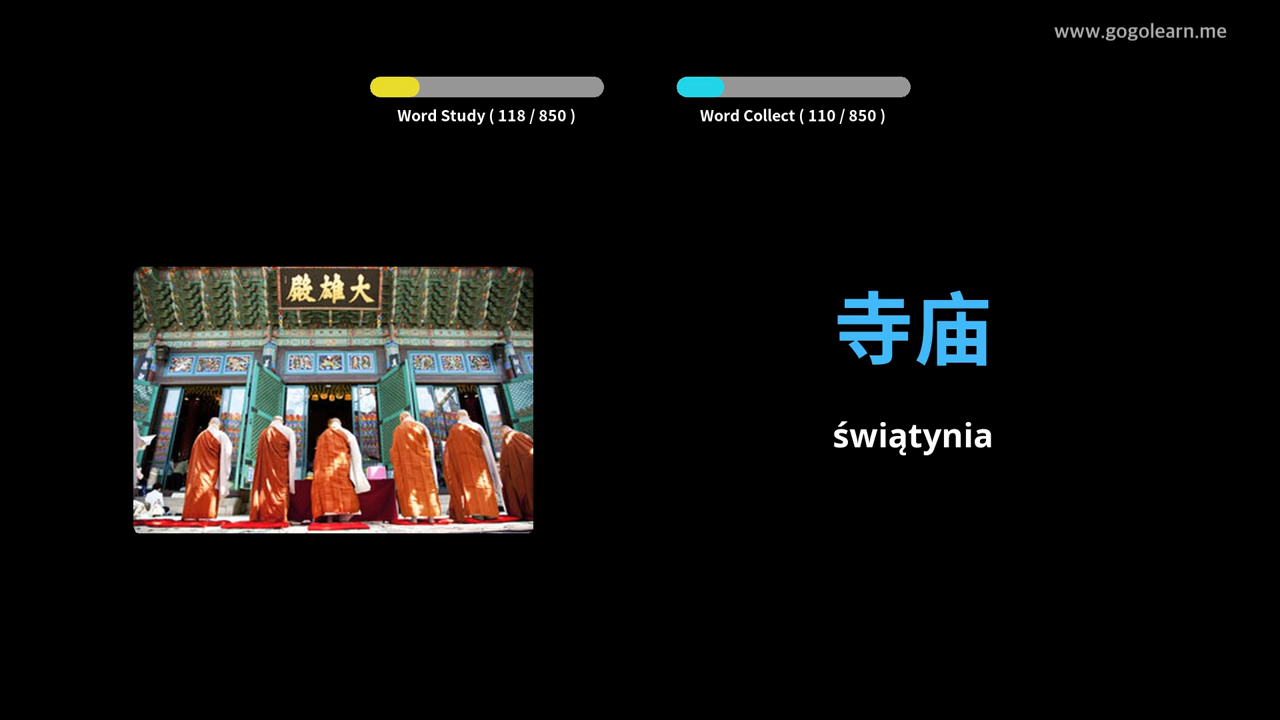 www.gogolearn.me
Word Study ( 118 / 850 )
Word Collect ( 110 / 850 )
殿雄大
寺庙
świątynia